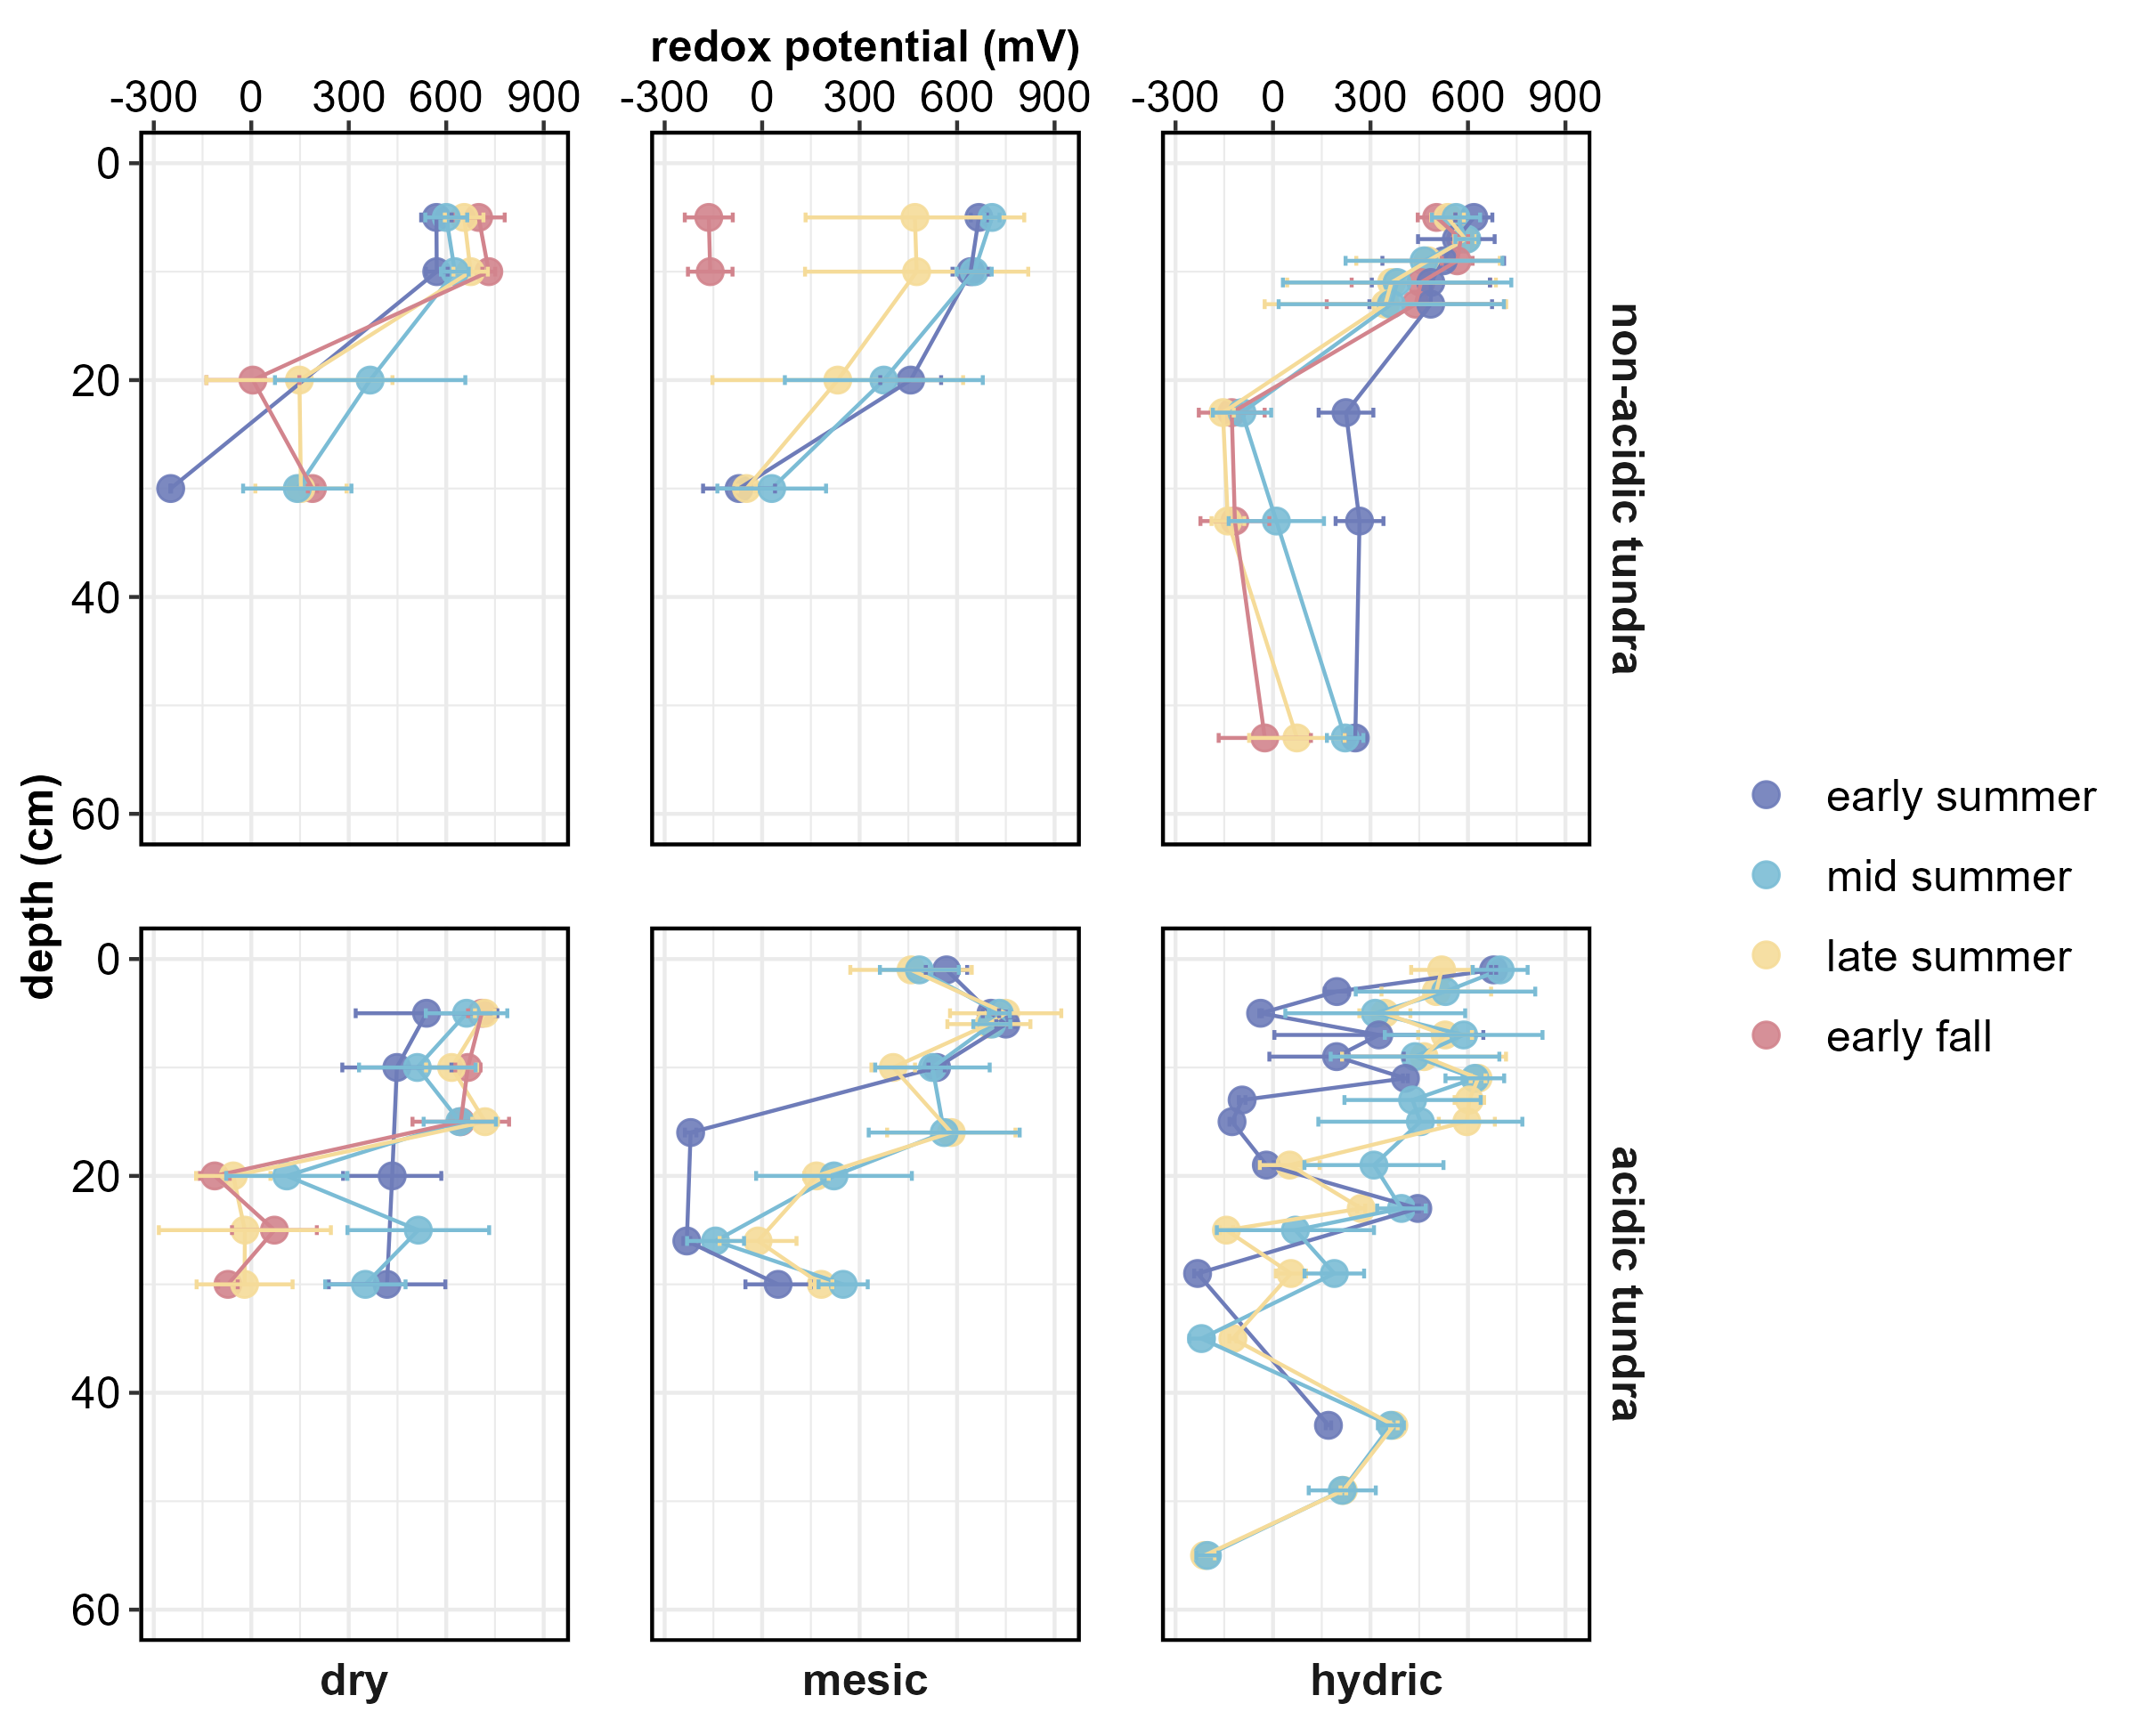 redox potential (mV)
-300 0 300 600 900
-300 0 300 600 900
-300 0 300 600 900
0
20
40
60
non-acidic tundra
depth (cm)
early summer
mid summer
late summer
early fall
0
20
40
60
acidic tundra
dry
mesic
hydric